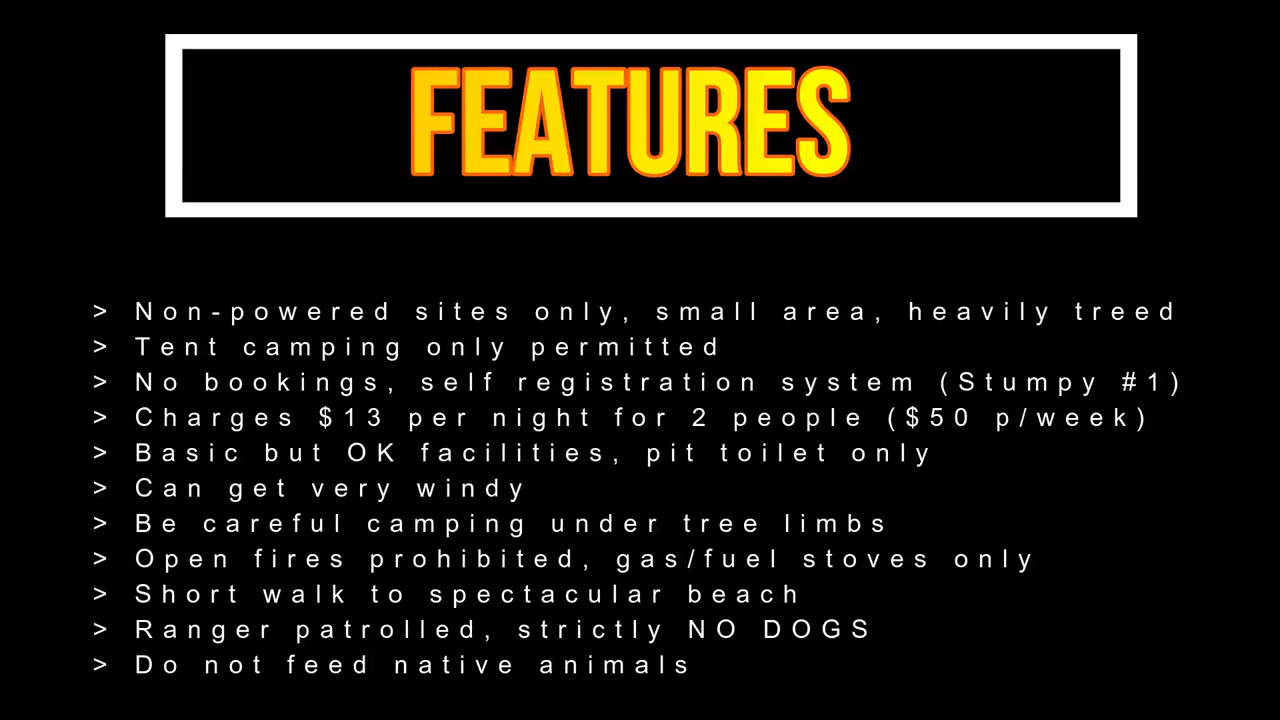 FEATURES
> Non-powered sites only, small area, heavily treed
> Tent camping only permitted
> No bookings, self registration system (Stumpy #1)
> Charges $13 per night for 2 people ($50 p/week)
> Basic but OK facilities, pit toilet only
> Can get very windy
> Be careful camping under tree limbs
> Open fires prohibited, gas/fuel stoves only
> Short walk to spectacular beach
> Ranger patrolled, strictly NO DOGS
> Do not feed native animals